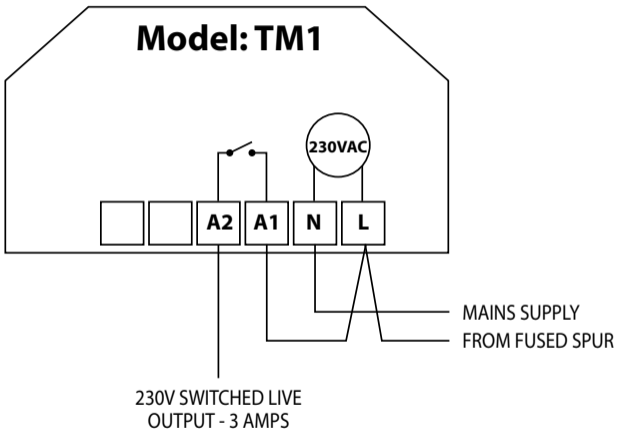 Model: TM1
230VAC
A2 A1 N L
MAINS SUPPLY
FROM FUSED SPUR
230V SWITCHED LIVE
OUTPUT - 3 AMPS